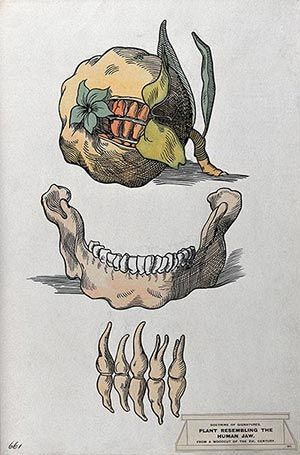 661
DOCTRINE OF SIGNATURES.
PLANT RESEMBLING THE
HUMAN JAW.
FROM A WOODCUT OF THE XVI. CENTURY.